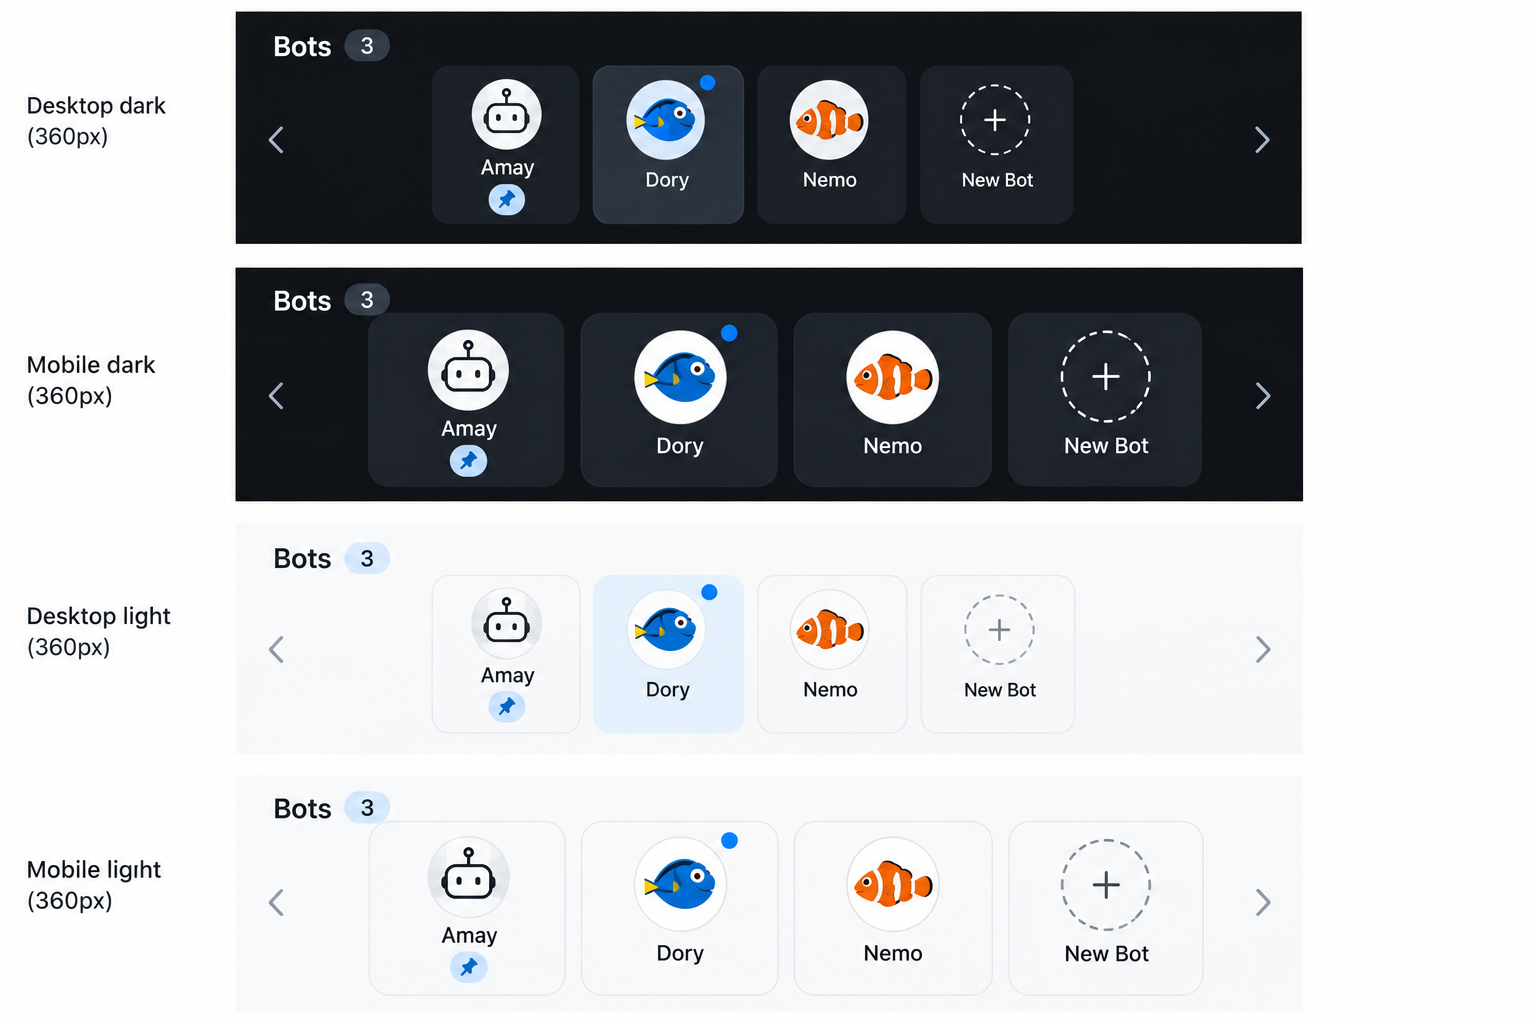 Desktop dark
(360px)
Bots 3
Amay
Dory
Nemo
New Bot
Mobile dark
(360px)
Bots 3
Amay
Dory
Nemo
New Bot
Desktop light
(360px)
Bots 3
Amay
Dory
Nemo
New Bot
Mobile light
(360px)
Bots 3
Amay
Dory
Nemo
New Bot